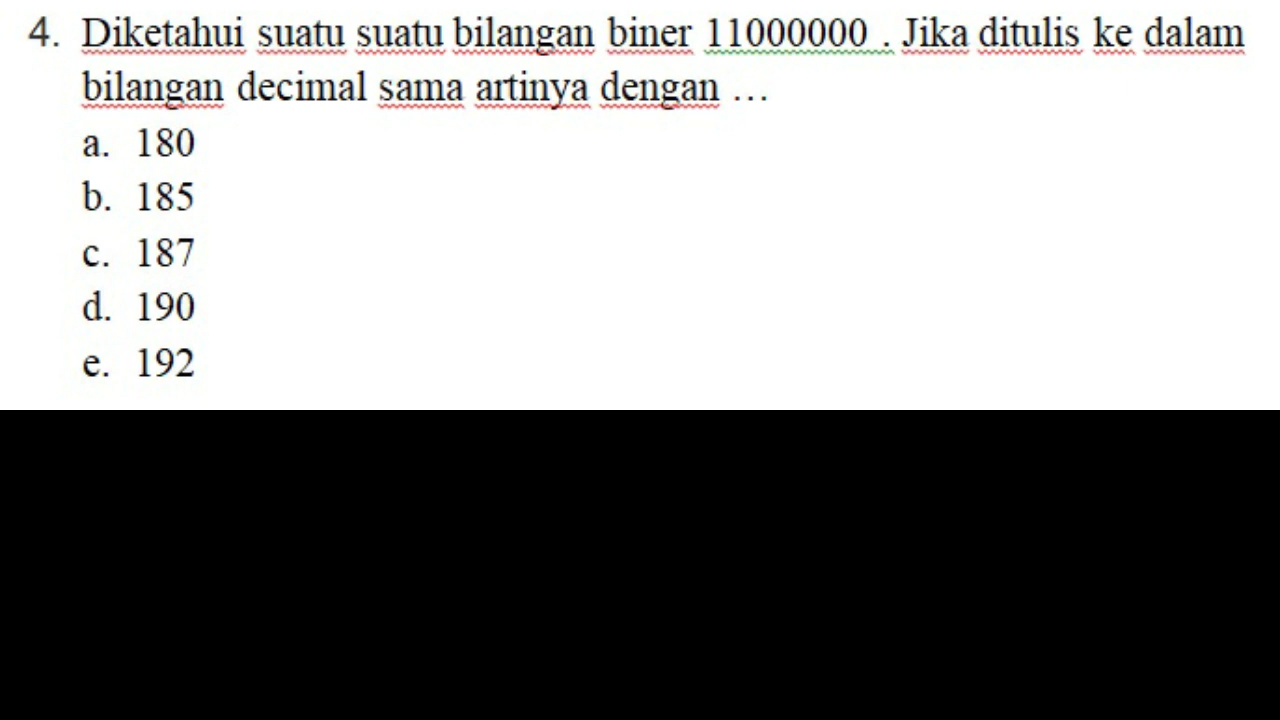 4. Diketahui suatu suatu bilangan biner 11000000 . Jika ditulis ke dalam
bilangan decimal sama artinya dengan …
a. 180
b. 185
c. 187
d. 190
e. 192